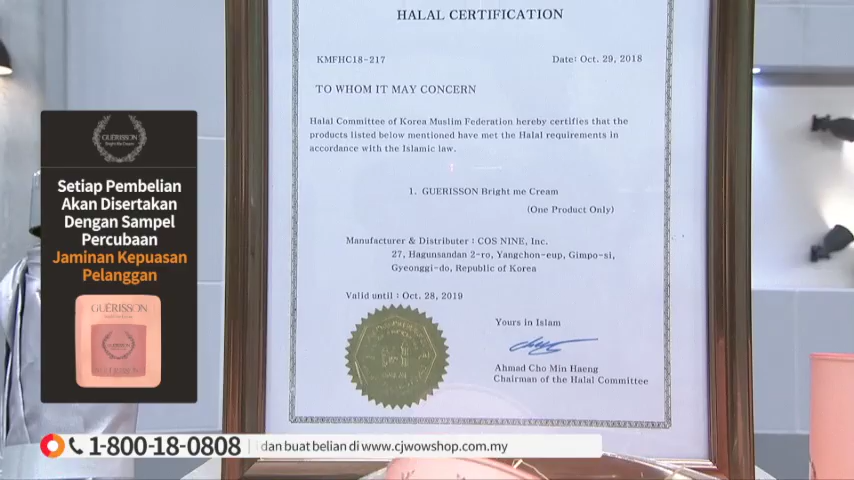 HALAL CERTIFICATION
KMFHC18-217
Date: Oct. 29, 2018
TO WHOM IT MAY CONCERN
Halal Committee of Korea Muslim Federation hereby certifies that the
products listed below mentioned have met the Halal requirements in
accordance with the Islamic law.
1. GUERISSON Bright me Cream
(One Product Only)
Manufacturer & Distributer : COS NINE, Inc.
27, Hagunsandan 2-ro, Yangchon-eup, Gimpo-si,
Gyeonggi-do, Republic of Korea
Valid until : Oct. 28, 2019
Yours in Islam
Ahmad Cho Min Haeng
Chairman of the Halal Committee
GUÉRISSON
Bright Me Cream
Setiap Pembelian
Akan Disertakan
Dengan Sampel
Percubaan
Jaminan Kepuasan
Pelanggan
GUÉRISSON
1-800-18-0808
dan buat belian di www.cjwowshop.com.my